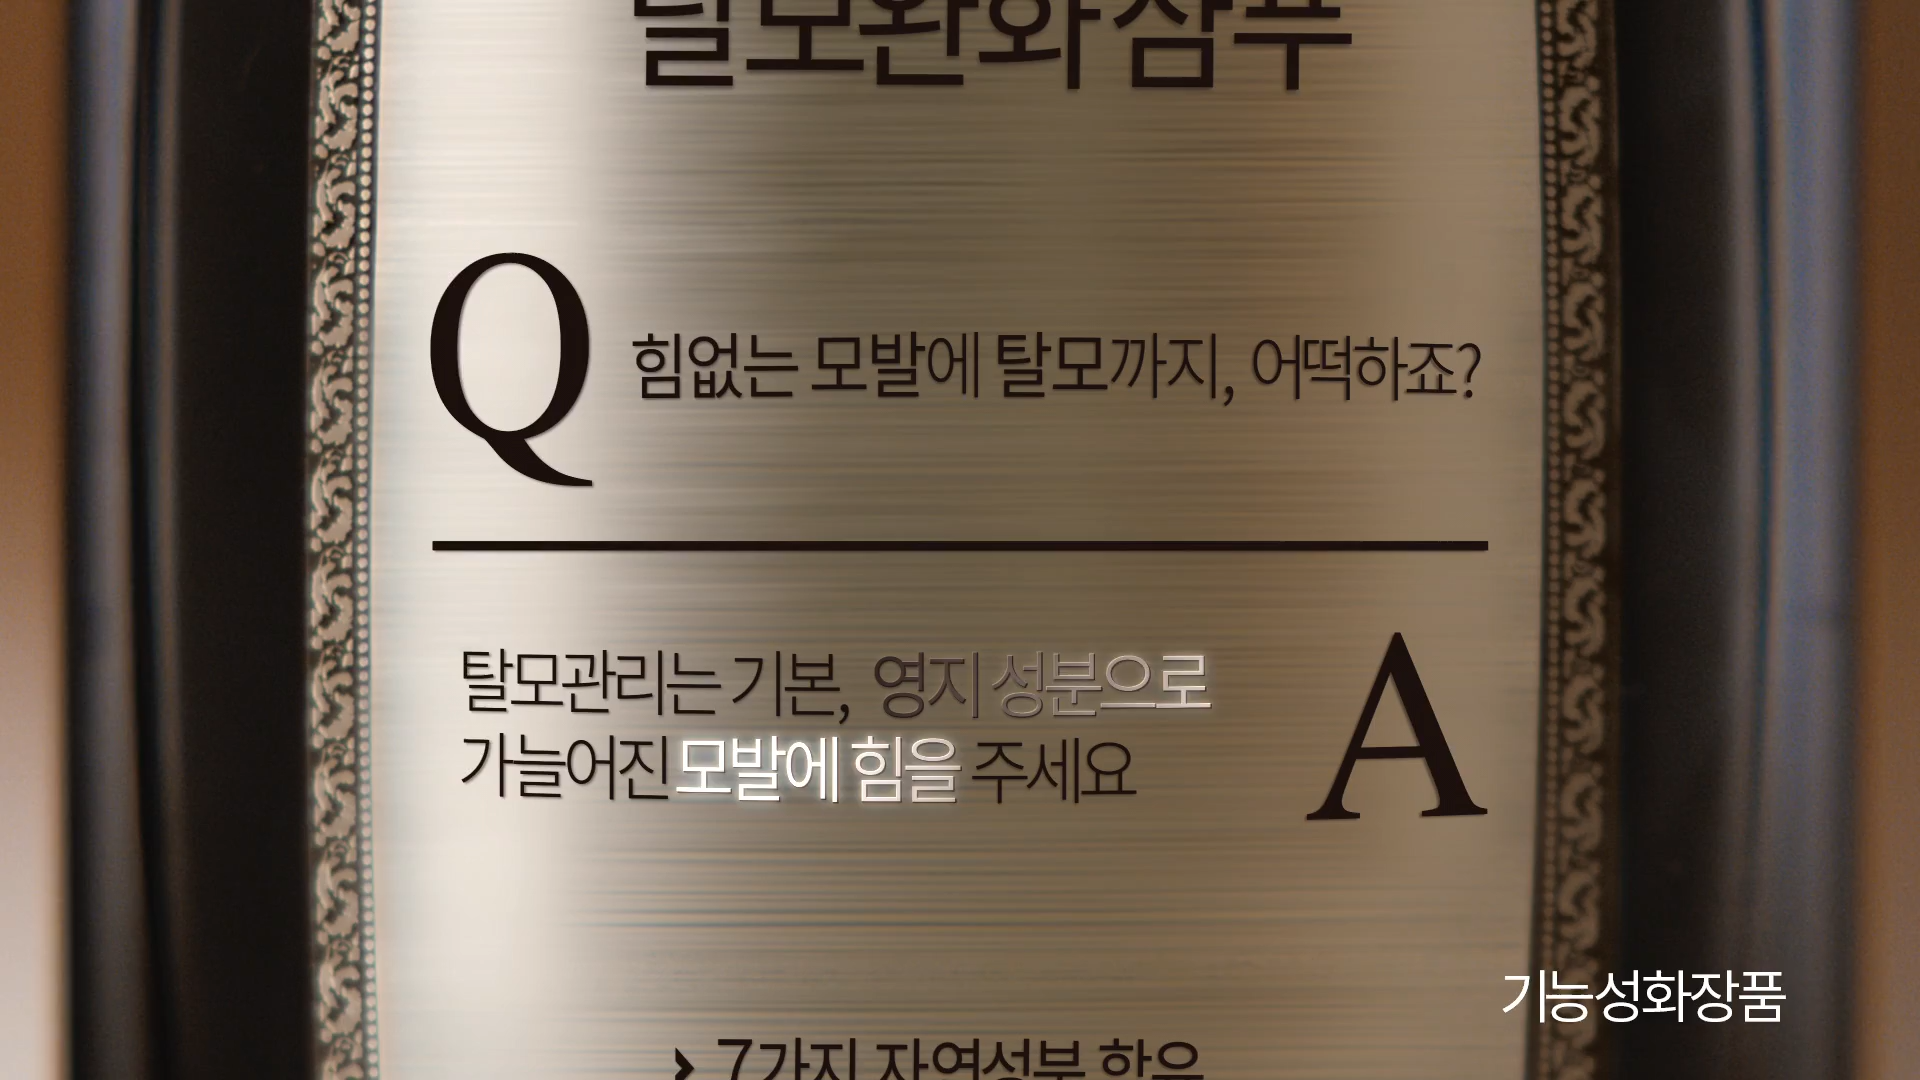 탈모완화 샴푸
Q
힘없는 모발에 탈모까지, 어떡하죠?
탈모관리는 기본, 영지 성분으로
가늘어진 모발에 힘을 주세요
A
기능성화장품
› 7가지 자연성분 함유